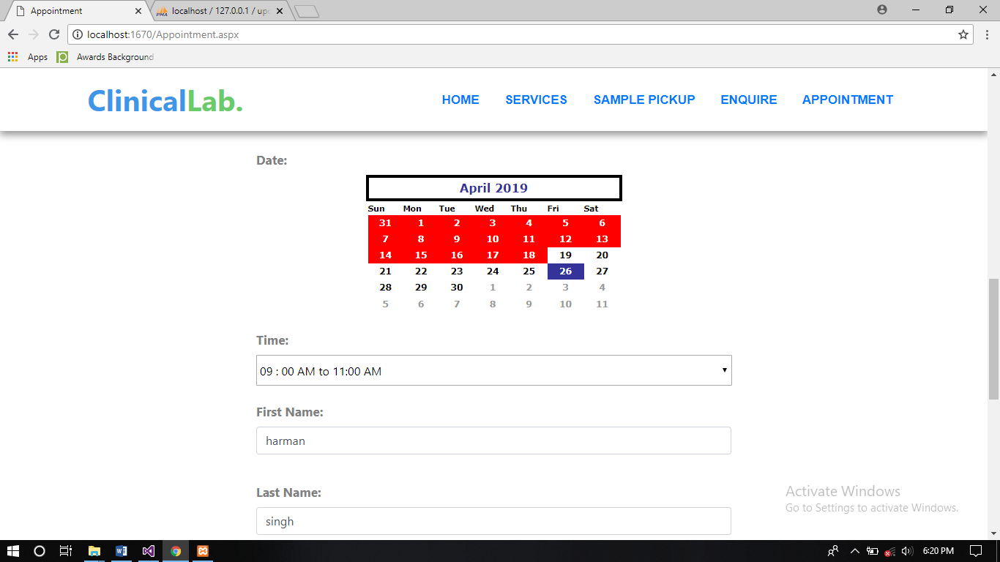 Appointment
localhost / 127.0.0.1 / upd
localhost:1670/Appointment.aspx
Apps Awards Background
ClinicalLab. HOME SERVICES SAMPLE PICKUP ENQUIRE APPOINTMENT
Date:
April 2019
Sun Mon Tue Wed Thu Fri Sat
31 1 2 3 4 5 6
7 8 9 10 11 12 13
14 15 16 17 18 19 20
21 22 23 24 25 26 27
28 29 30 1 2 3 4
5 6 7 8 9 10 11
Time:
09 : 00 AM to 11:00 AM
First Name:
harman
Last Name:
singh
Activate Windows
Go to Settings to activate Windows.
6:20 PM